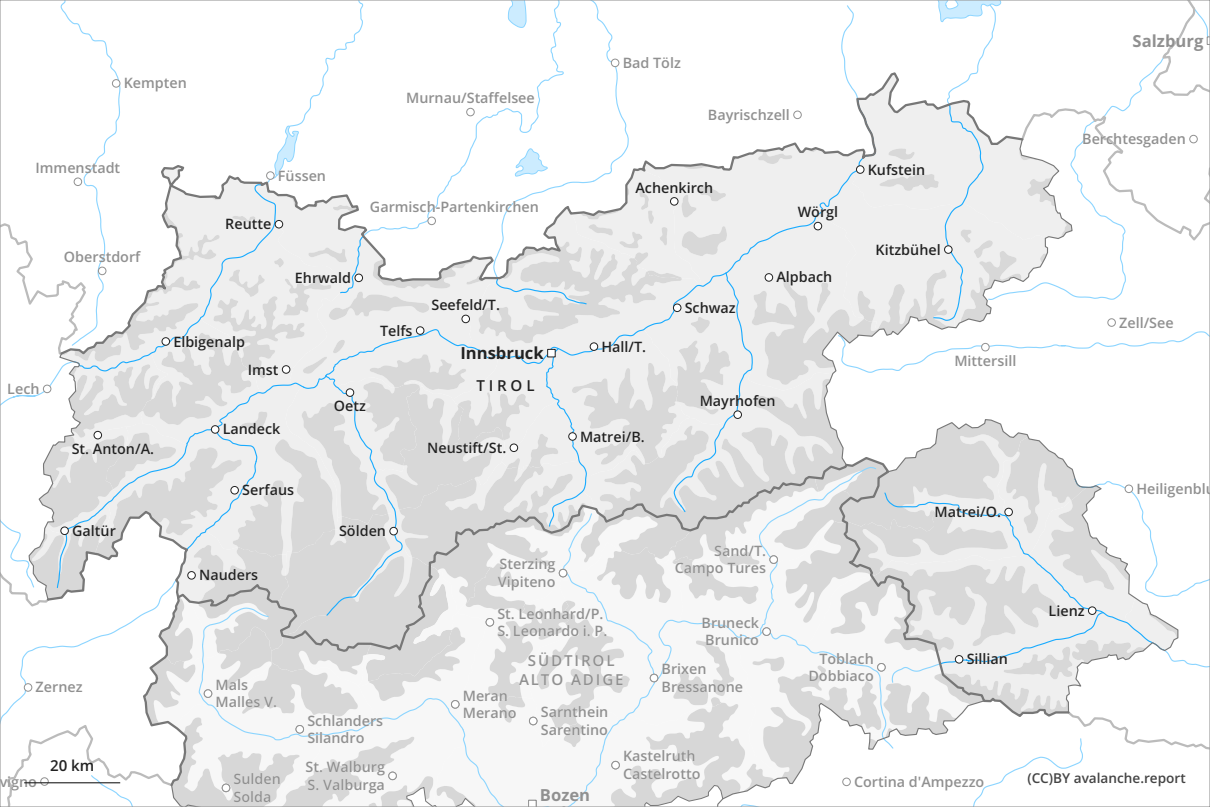 Salzburg
Bad Tölz
Kempten
Murnau/Staffelsee
Bayrischzell
Berchtesgaden
Immenstadt
Füssen
Kufstein
Achenkirch
Garmisch-Partenkirchen
Wörgl
Reutte
Kitzbühel
Oberstdorf
Ehrwald
Alpbach
Seefeld/T.
Schwaz
Zell/See
Telfs
Elbigenalp
Innsbruck
Hall/T.
Mittersill
Imst
TIROL
Lech
Oetz
Mayrhofen
Landeck
Matrei/B.
St. Anton/A.
Neustift/St.
Serfaus
Heiligenblu
Matrei/O.
Galtür
Sölden
Sand/T.
Campo Tures
Sterzing
Vipiteno
Nauders
Lienz
St. Leonhard/P.
S. Leonardo i. P.
Bruneck
Brunico
Sillian
SÜDTIROL
ALTO ADIGE
Toblach
Dobbiaco
Brixen
Bressanone
Zernez
Mals
Malles V.
Meran
Merano
Sarnthein
Sarentino
Schlanders
Silandro
Kastelruth
Castelrotto
20 km
St. Walburg
S. Valburga
vigno
Sulden
Solda
Cortina d'Ampezzo
(CC)BY avalanche.report
Bozen